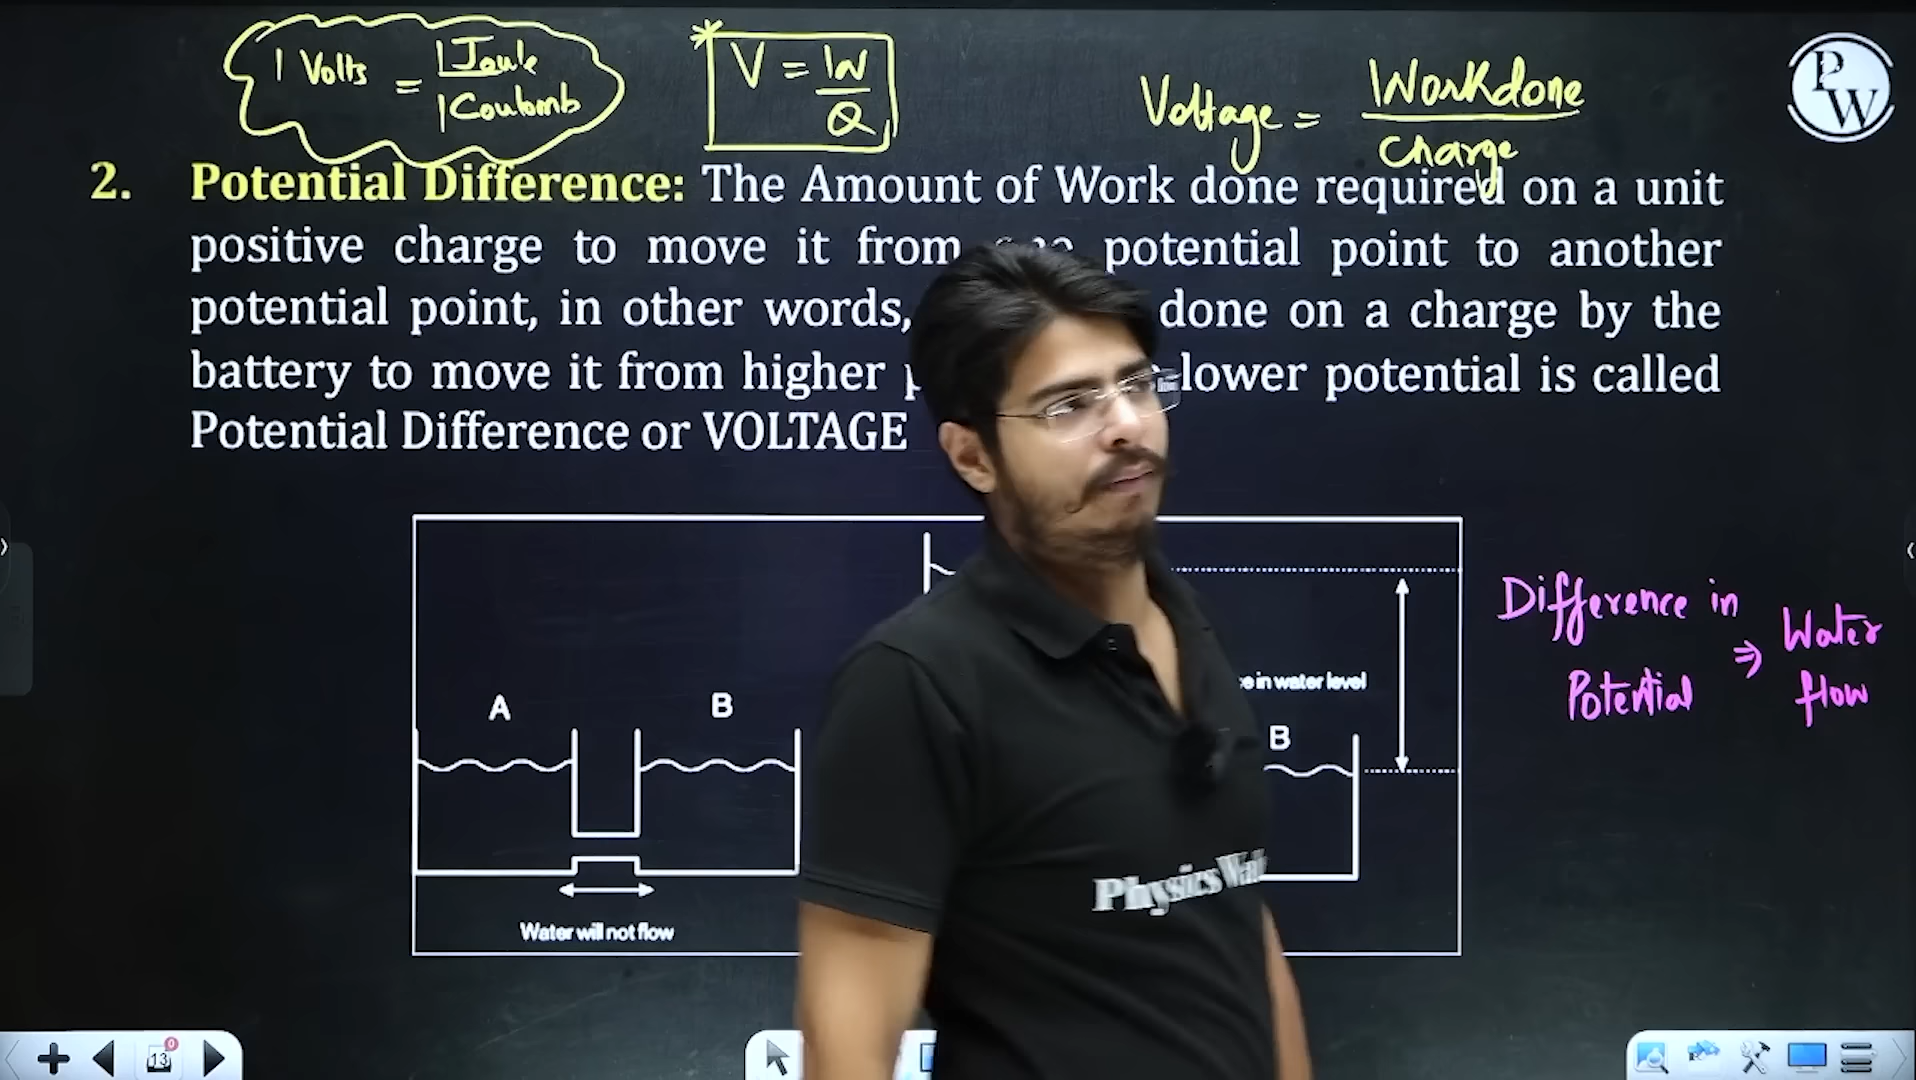 1 Volts = 1 Joule
1 Coulomb
V = W
Q
Voltage = Workdone
charge
PW
2. Potential Difference: The Amount of Work done required on a unit
positive charge to move it from potential point to another
potential point, in other words, done on a charge by the
battery to move it from higher lower potential is called
Potential Difference or VOLTAGE
Difference in
Potential
⇒ Water
flow
in water level
A B
B
Physics
Water will not flow
13
0